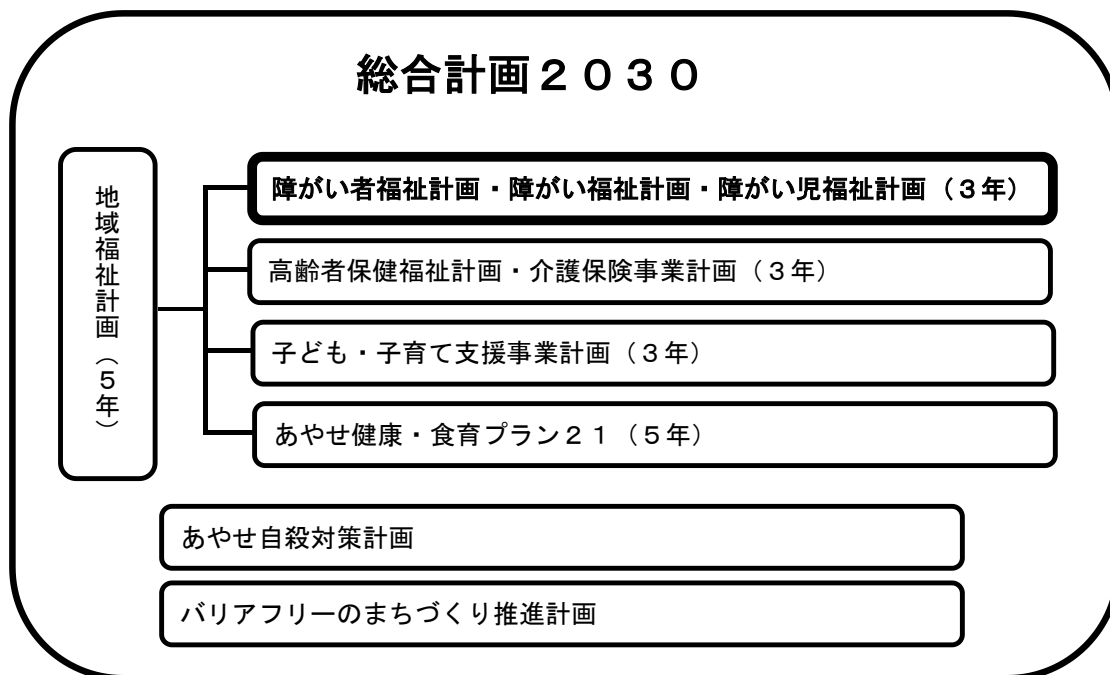 総合計画２０３０
地域福祉計画（５年）
障がい者福祉計画・障がい福祉計画・障がい児福祉計画（３年）
高齢者保健福祉計画・介護保険事業計画（３年）
子ども・子育て支援事業計画（３年）
あやせ健康・食育プラン２１（５年）
あやせ自殺対策計画
バリアフリーのまちづくり推進計画